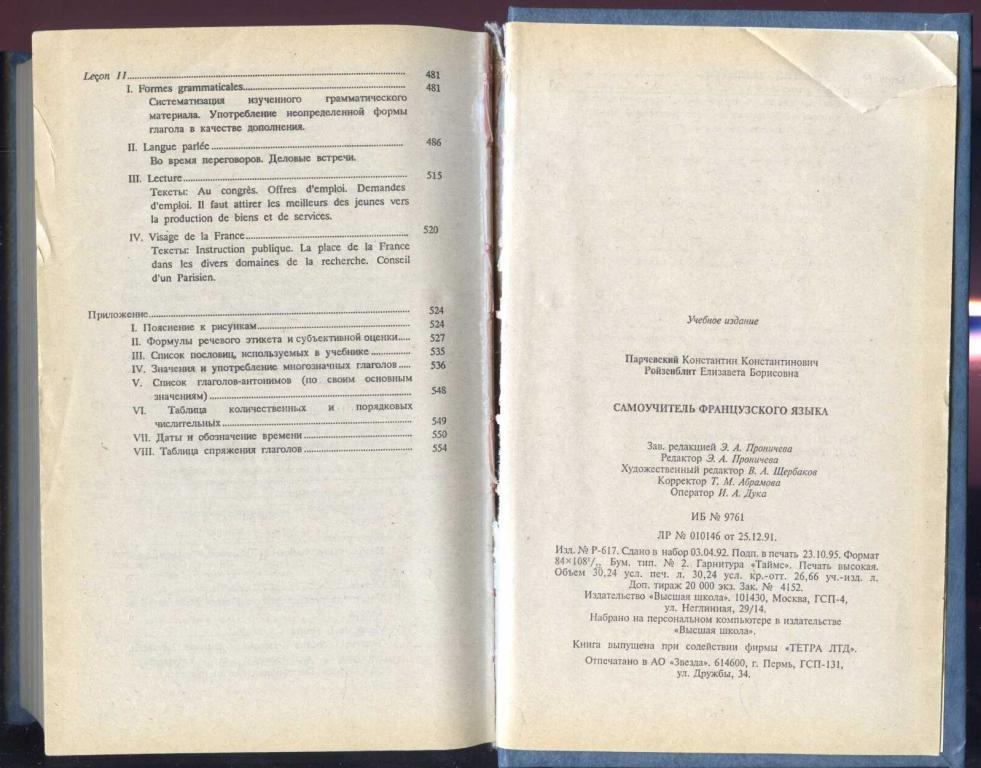 Leçon 11 481
I. Formes grammaticales 481
Систематизация изученного грамматического
материала. Употребление неопределенной формы
глагола в качестве дополнения.
II. Langue parlée 486
Во время переговоров. Деловые встречи.
III. Lecture 515
Тексты: Au congrès. Offres d'emploi. Demandes
d'emploi. Il faut attirer les meilleurs des jeunes vers
la production de biens et de services.
IV. Visage de la France 520
Тексты: Instruction publique. La place de la France
dans les divers domaines de la recherche. Conseil
d'un Parisien.
Приложение 524
I. Пояснение к рисункам 524
II. Формулы речевого этикета и субъективной оценки 527
III. Список пословиц, используемых в учебнике 535
IV. Значения и употребление многозначных глаголов 536
V. Список глаголов-антонимов (по своим основным
значениям) 548
VI. Таблица количественных и порядковых
числительных 549
VII. Даты и обозначение времени 550
VIII. Таблица спряжения глаголов 554
Учебное издание
Парчевский Константин Константинович
Ройзенблит Елизавета Борисовна
САМОУЧИТЕЛЬ ФРАНЦУЗСКОГО ЯЗЫКА
Зав. редакцией Э. А. Проничева
Редактор Э. А. Проничева
Художественный редактор В. А. Щербаков
Корректор Т. М. Абрамова
Оператор И. А. Дука
ИБ № 9761
ЛР № 010146 от 25.12.91.
Изд. № Р-617. Сдано в набор 03.04.92. Подп. в печать 23.10.95. Формат
84×108¹/₃₂ Бум. тип. № 2. Гарнитура «Таймс». Печать высокая.
Объем 30,24 усл. печ. л. 30,24 усл. кр.-отт. 26,66 уч.-изд. л.
Доп. тираж 20 000 экз. Зак. № 4152.
Издательство «Высшая школа». 101430, Москва, ГСП-4,
ул. Неглинная, 29/14.
Набрано на персональном компьютере в издательстве
«Высшая школа».
Книга выпущена при содействии фирмы «ТЕТРА ЛТД».
Отпечатано в АО «Звезда». 614600, г. Пермь, ГСП-131,
ул. Дружбы, 34.